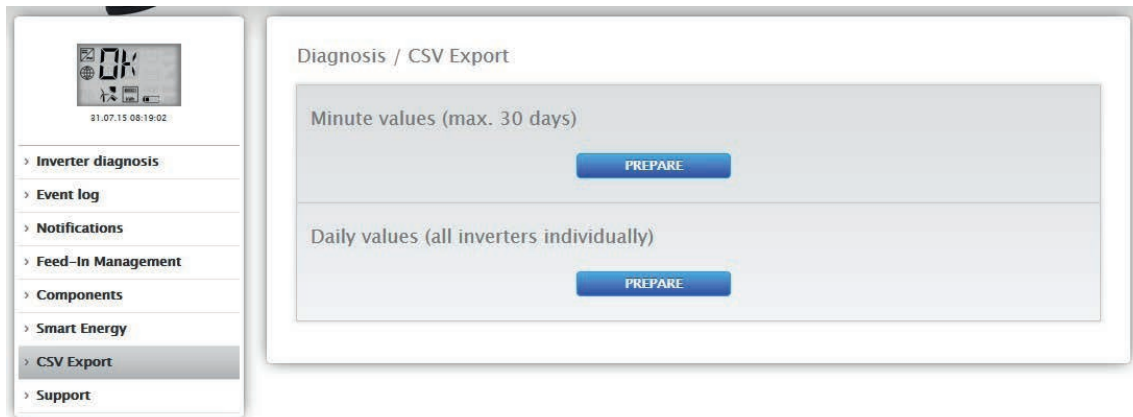 OK
31.07.15 08:19:02
› Inverter diagnosis
› Event log
› Notifications
› Feed-In Management
› Components
› Smart Energy
› CSV Export
› Support
Diagnosis / CSV Export
Minute values (max. 30 days)
PREPARE
Daily values (all inverters individually)
PREPARE